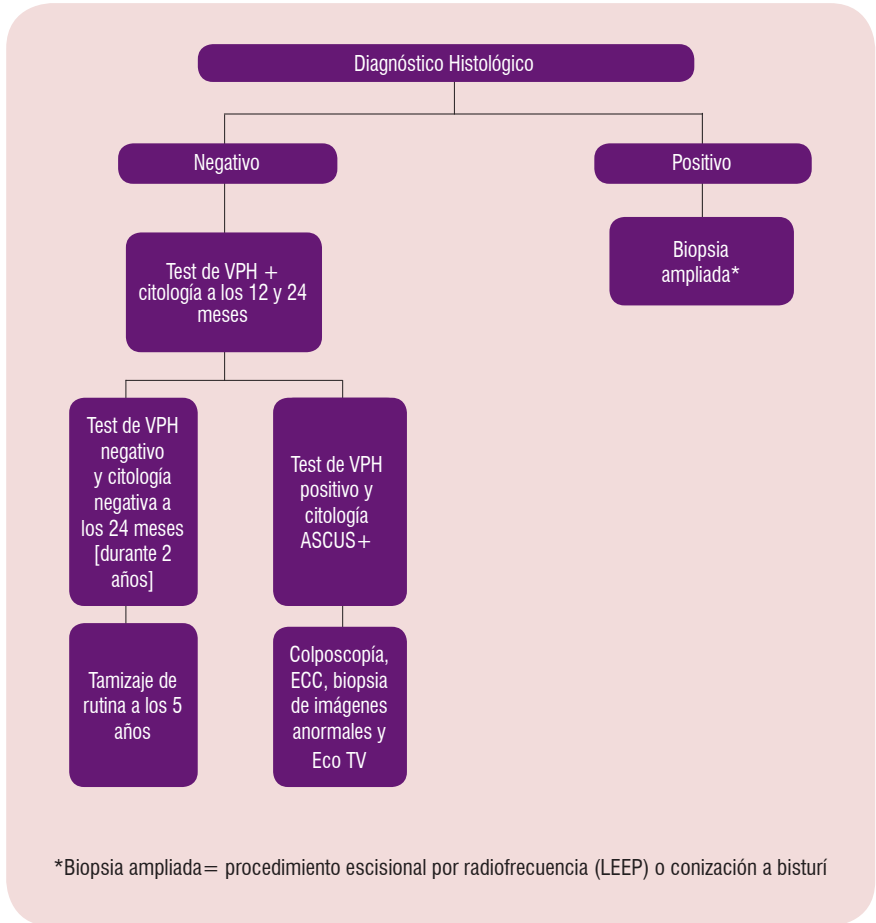 Diagnóstico Histológico
Negativo
Positivo
Test de VPH +
citología a los 12 y 24
meses
Biopsia
ampliada*
Test de VPH
negativo
y citología
negativa a
los 24 meses
[durante 2
años]
Test de VPH
positivo y
citología
ASCUS+
Tamizaje de
rutina a los 5
años
Colposcopía,
ECC, biopsia
de imágenes
anormales y
Eco TV
*Biopsia ampliada= procedimiento escisional por radiofrecuencia (LEEP) o conización a bisturí